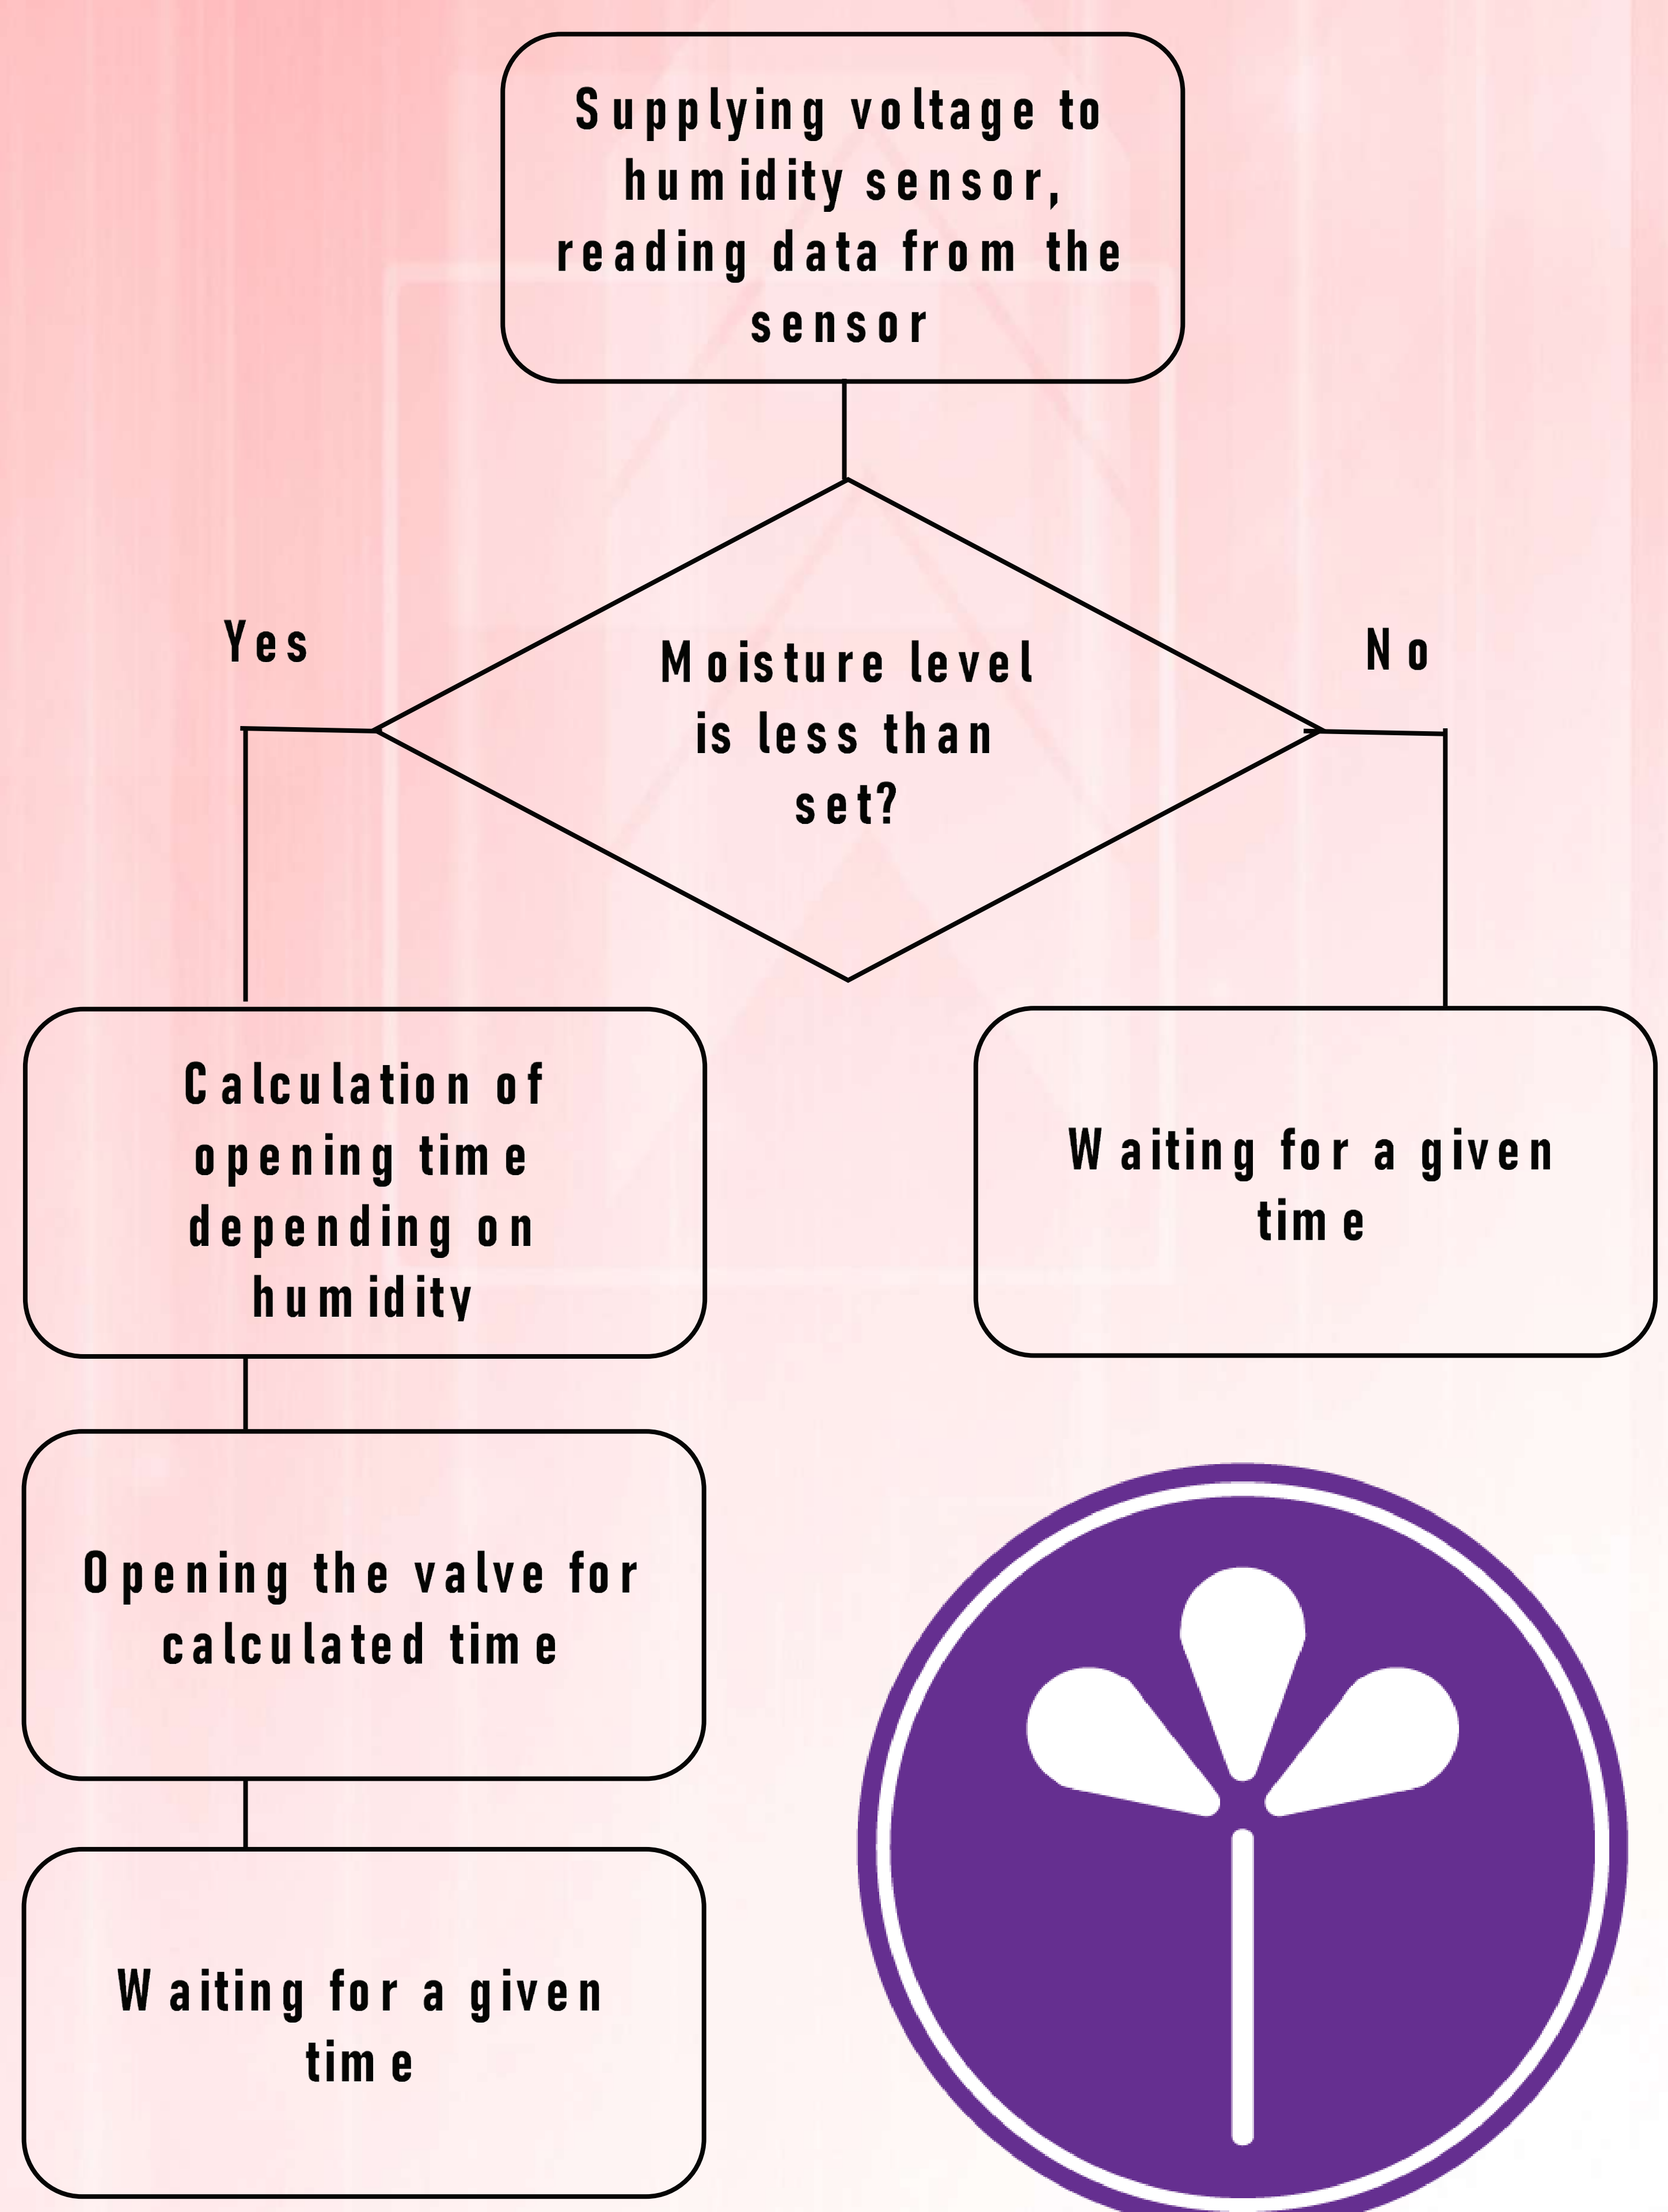 Supplying voltage to
humidity sensor,
reading data from the
sensor
Yes
No
Moisture level
is less than
set?
Calculation of
opening time
depending on
humidity
Waiting for a given
time
Opening the valve for
calculated time
Waiting for a given
time